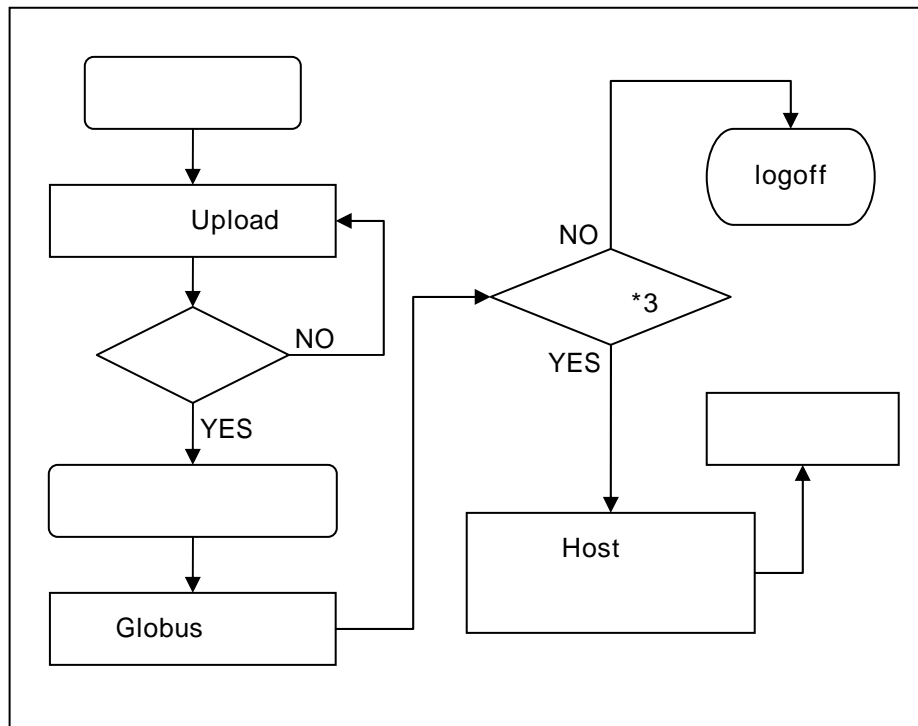 Upload
NO
YES
Globus
logoff
NO
*3
YES
Host